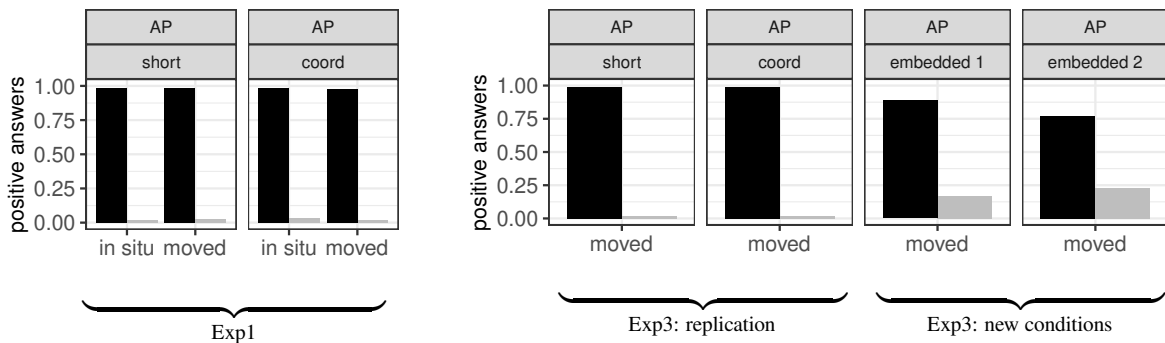 AP AP
short coord
positive answers
1.00
0.75
0.50
0.25
0.00
in situ moved in situ moved
Exp1
AP AP AP AP
short coord embedded 1 embedded 2
positive answers
1.00
0.75
0.50
0.25
0.00
moved moved moved moved
Exp3: replication Exp3: new conditions